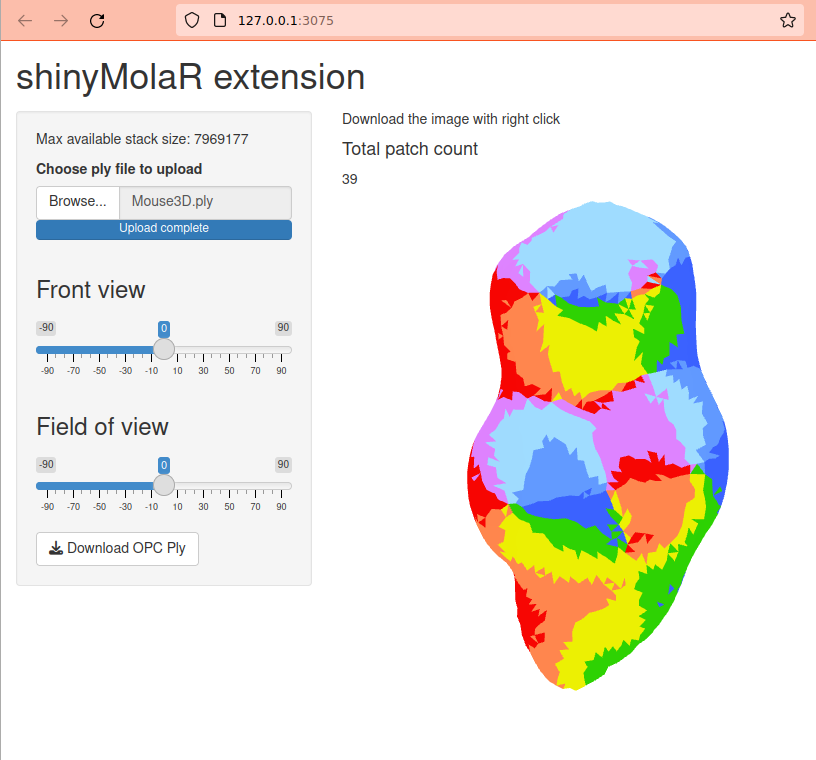 127.0.0.1:3075
shinyMolaR extension
Max available stack size: 7969177
Choose ply file to upload
Browse... Mouse3D.ply
Upload complete
Front view
-90 0 90
-90 -70 -50 -30 -10 10 30 50 70 90
Field of view
-90 0 90
-90 -70 -50 -30 -10 10 30 50 70 90
Download OPC Ply
Download the image with right click
Total patch count
39